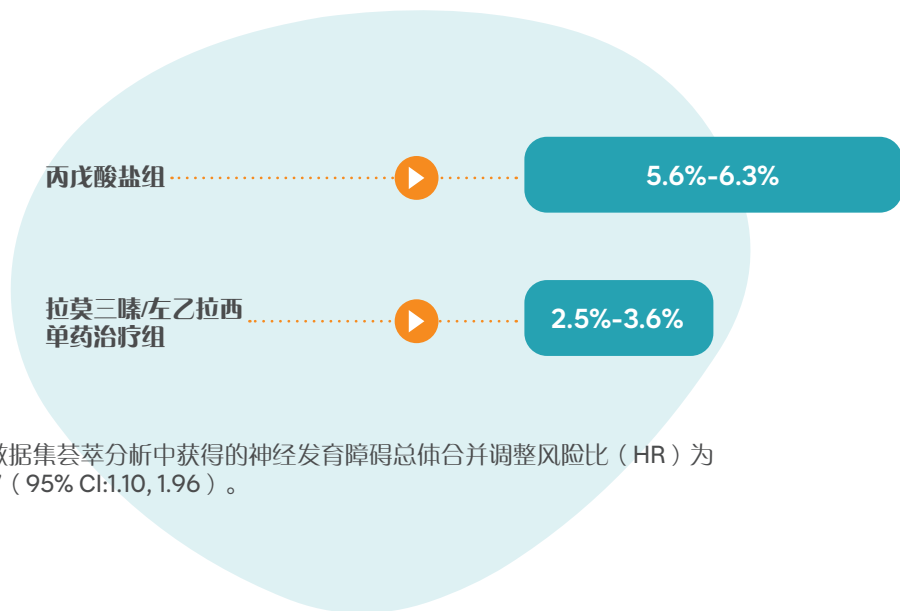 丙戊酸盐组
5.6%-6.3%
拉莫三嗪/左乙拉西
单药治疗组
2.5%-3.6%
数据集荟萃分析中获得的神经发育障碍总体合并调整风险比（HR）为
（95% CI:1.10, 1.96）。